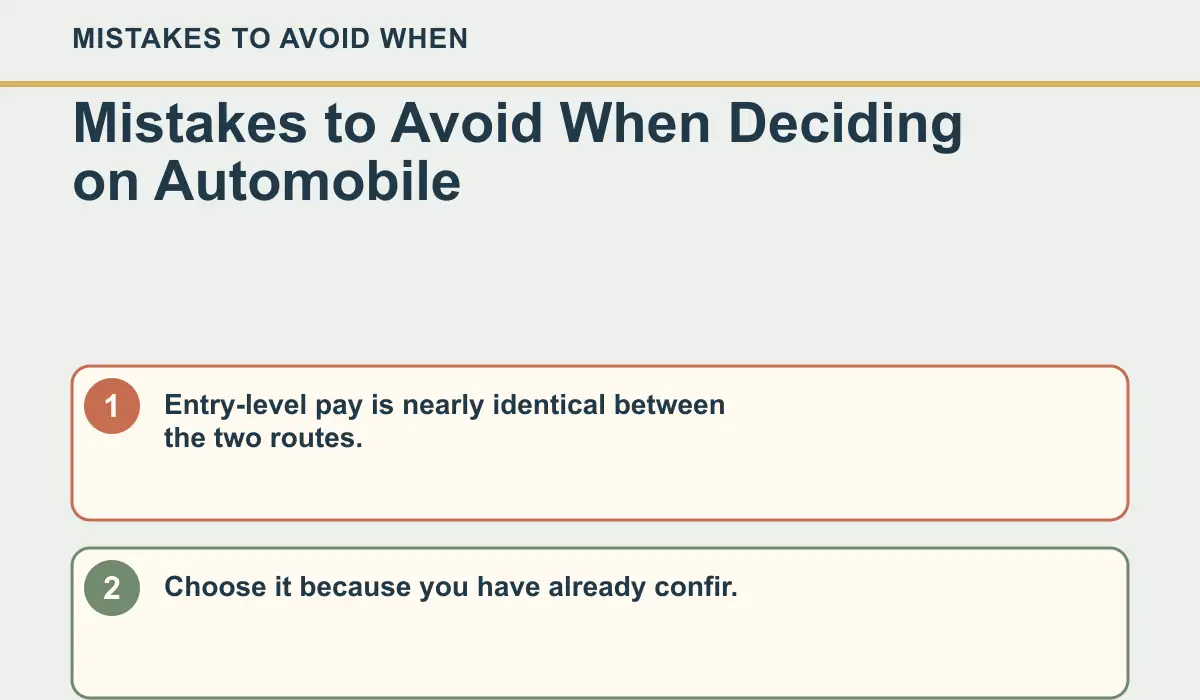 MISTAKES TO AVOID WHEN
Mistakes to Avoid When Deciding
on Automobile
1
Entry-level pay is nearly identical between
the two routes.
2
Choose it because you have already confir.